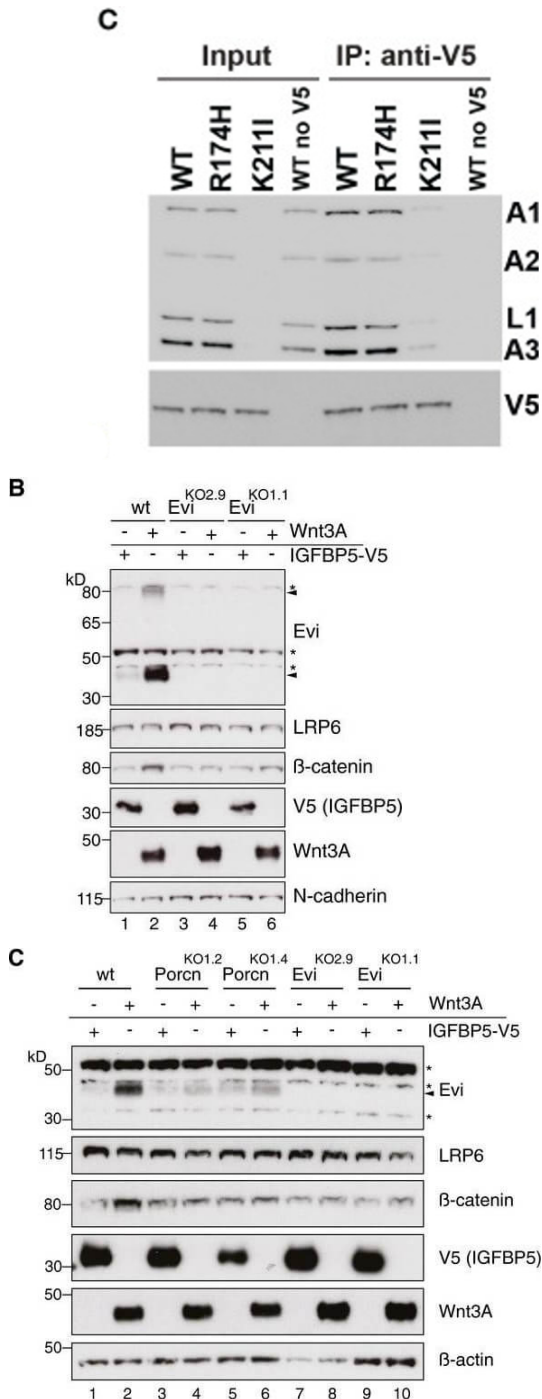 C
Input IP: anti-V5
WT R174H K211I WT no V5 WT R174H K211I WT no V5
A1
A2
L1
A3
V5
B
wt Evi KO2.9 Evi KO1.1
- + - + - + Wnt3A
+ - + - + - IGFBP5-V5
kD
80 *
65
Evi
50 *
*
30
185 LRP6
80 ß-catenin
30 V5 (IGFBP5)
50
Wnt3A
115 N-cadherin
1 2 3 4 5 6
C
wt Porcn KO1.2 Porcn KO1.4 Evi KO2.9 Evi KO1.1
- + - + - + - + - + Wnt3A
+ - + - + - + - + - IGFBP5-V5
kD
50 *
* Evi
30 *
115 LRP6
80 ß-catenin
30 V5 (IGFBP5)
50
Wnt3A
50
ß-actin
1 2 3 4 5 6 7 8 9 10